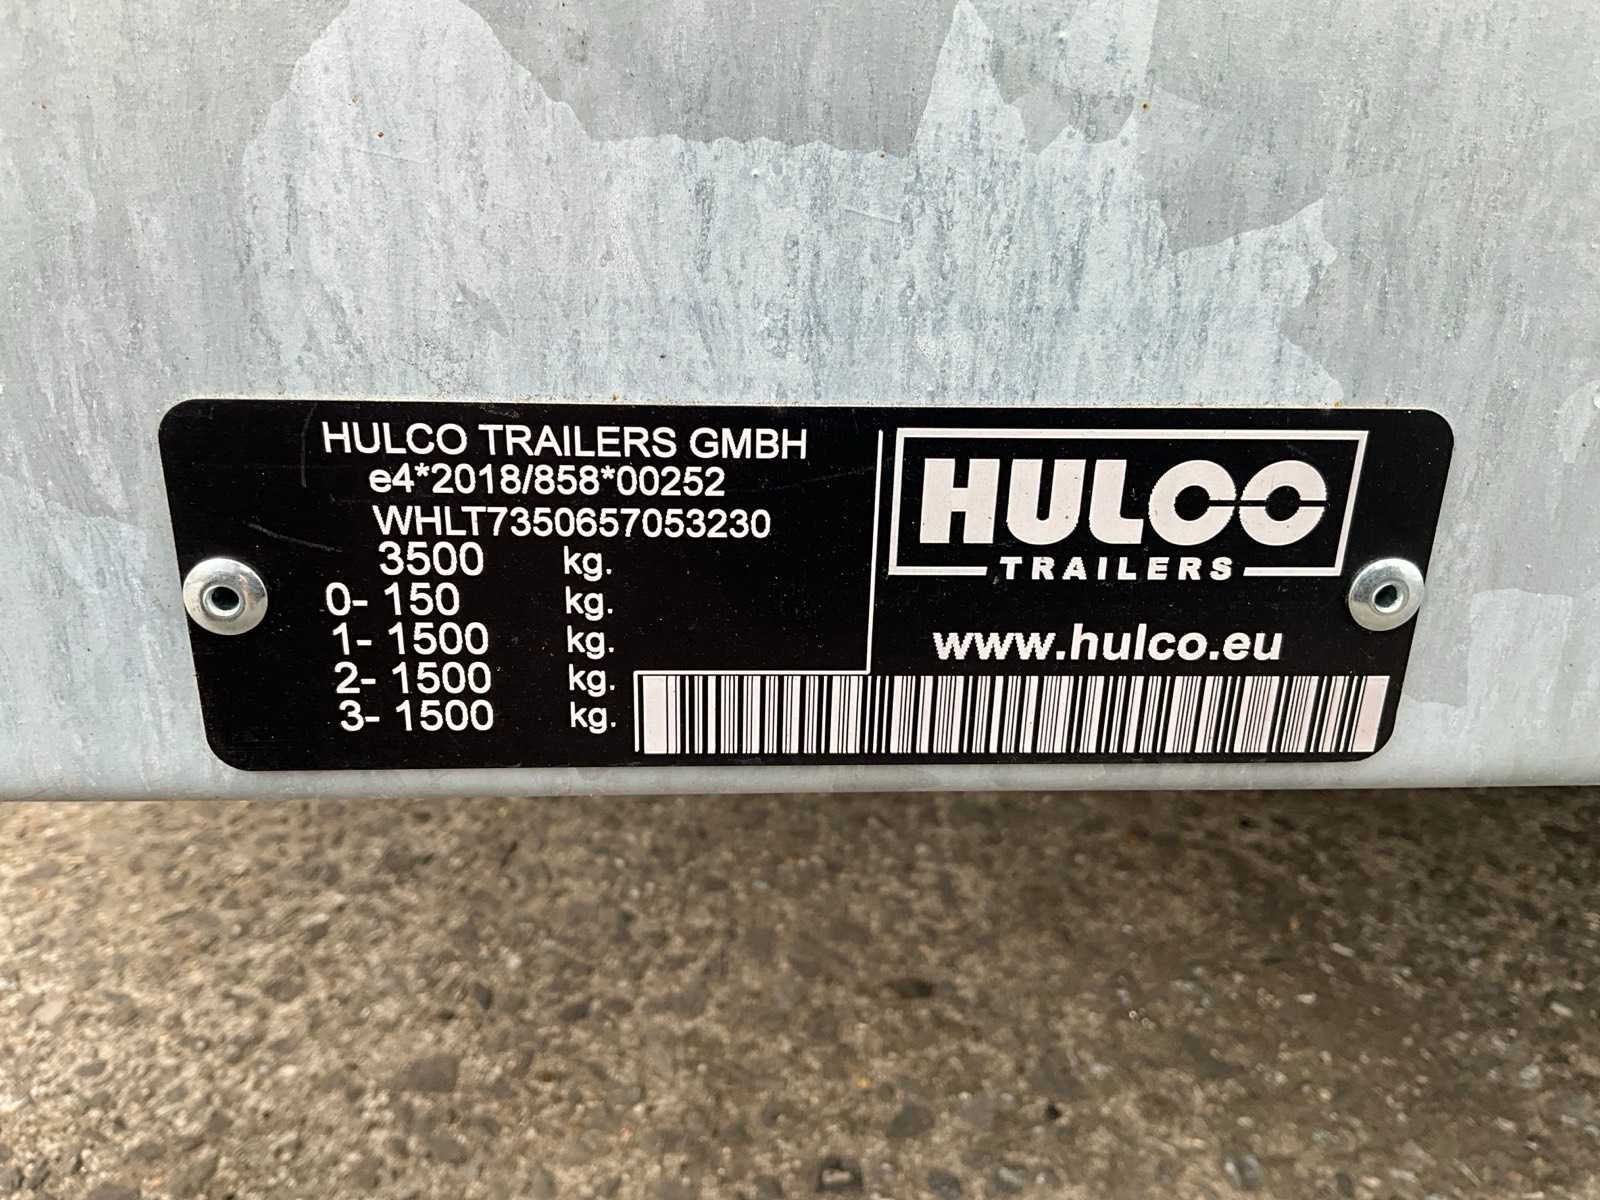 HULCO TRAILERS GMBH
e4*2018/858*00252
WHLT7350657053230
3500 kg.
0- 150 kg.
1- 1500 kg.
2- 1500 kg.
3- 1500 kg.
HULCO
TRAILERS
www.hulco.eu